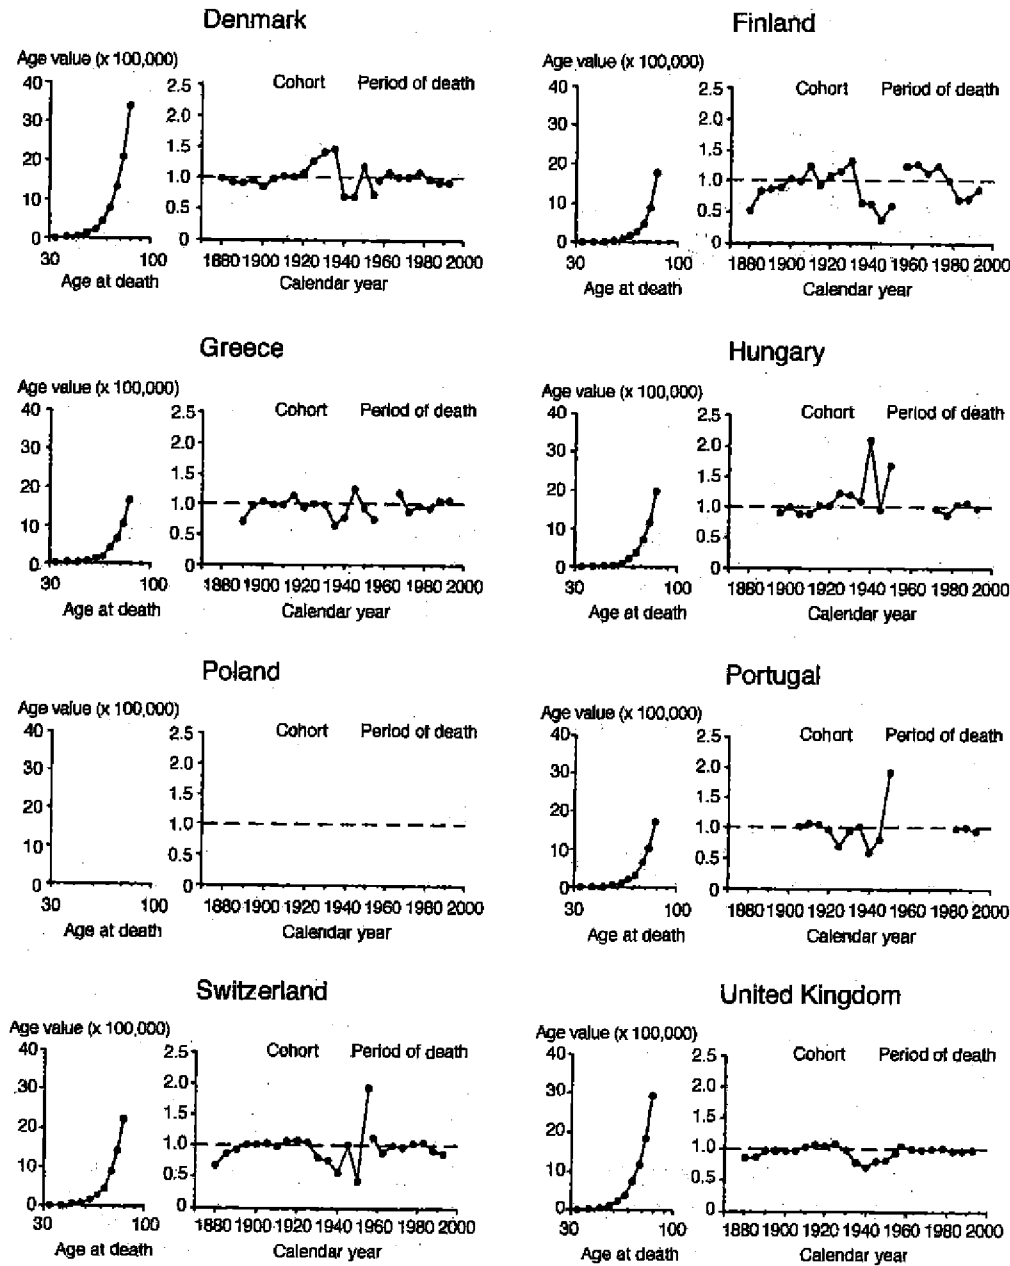 Denmark
Age value (x 100,000)
Cohort Period of death
40
30
20
10
0
2.5
2.0
1.5
1.0
0.5
0
30 100
1880 1900 1920 1940 1960 1980 2000
Age at death
Calendar year
Finland
Age value (x 100,000)
Cohort Period of death
40
30
20
10
0
2.5
2.0
1.5
1.0
0.5
0
30 100
1880 1900 1920 1940 1960 1980 2000
Age at death
Calendar year
Greece
Age value (x 100,000)
Cohort Period of death
40
30
20
10
0
2.5
2.0
1.5
1.0
0.5
0
30 100
1880 1900 1920 1940 1960 1980 2000
Age at death
Calendar year
Hungary
Age value (x 100,000)
Cohort Period of death
40
30
20
10
0
2.5
2.0
1.5
1.0
0.5
0
30 100
1880 1900 1920 1940 1960 1980 2000
Age at death
Calendar year
Poland
Age value (x 100,000)
Cohort Period of death
40
30
20
10
0
2.5
2.0
1.5
1.0
0.5
0
30 100
1880 1900 1920 1940 1960 1980 2000
Age at death
Calendar year
Portugal
Age value (x 100,000)
Cohort Period of death
40
30
20
10
0
2.5
2.0
1.5
1.0
0.5
0
30 100
1880 1900 1920 1940 1960 1980 2000
Age at death
Calendar year
Switzerland
Age value (x 100,000)
Cohort Period of death
40
30
20
10
0
2.5
2.0
1.5
1.0
0.5
0
30 100
1880 1900 1920 1940 1960 1980 2000
Age at death
Calendar year
United Kingdom
Age value (x 100,000)
Cohort Period of death
40
30
20
10
0
2.5
2.0
1.5
1.0
0.5
0
30 100
1880 1900 1920 1940 1960 1980 2000
Age at death
Calendar year